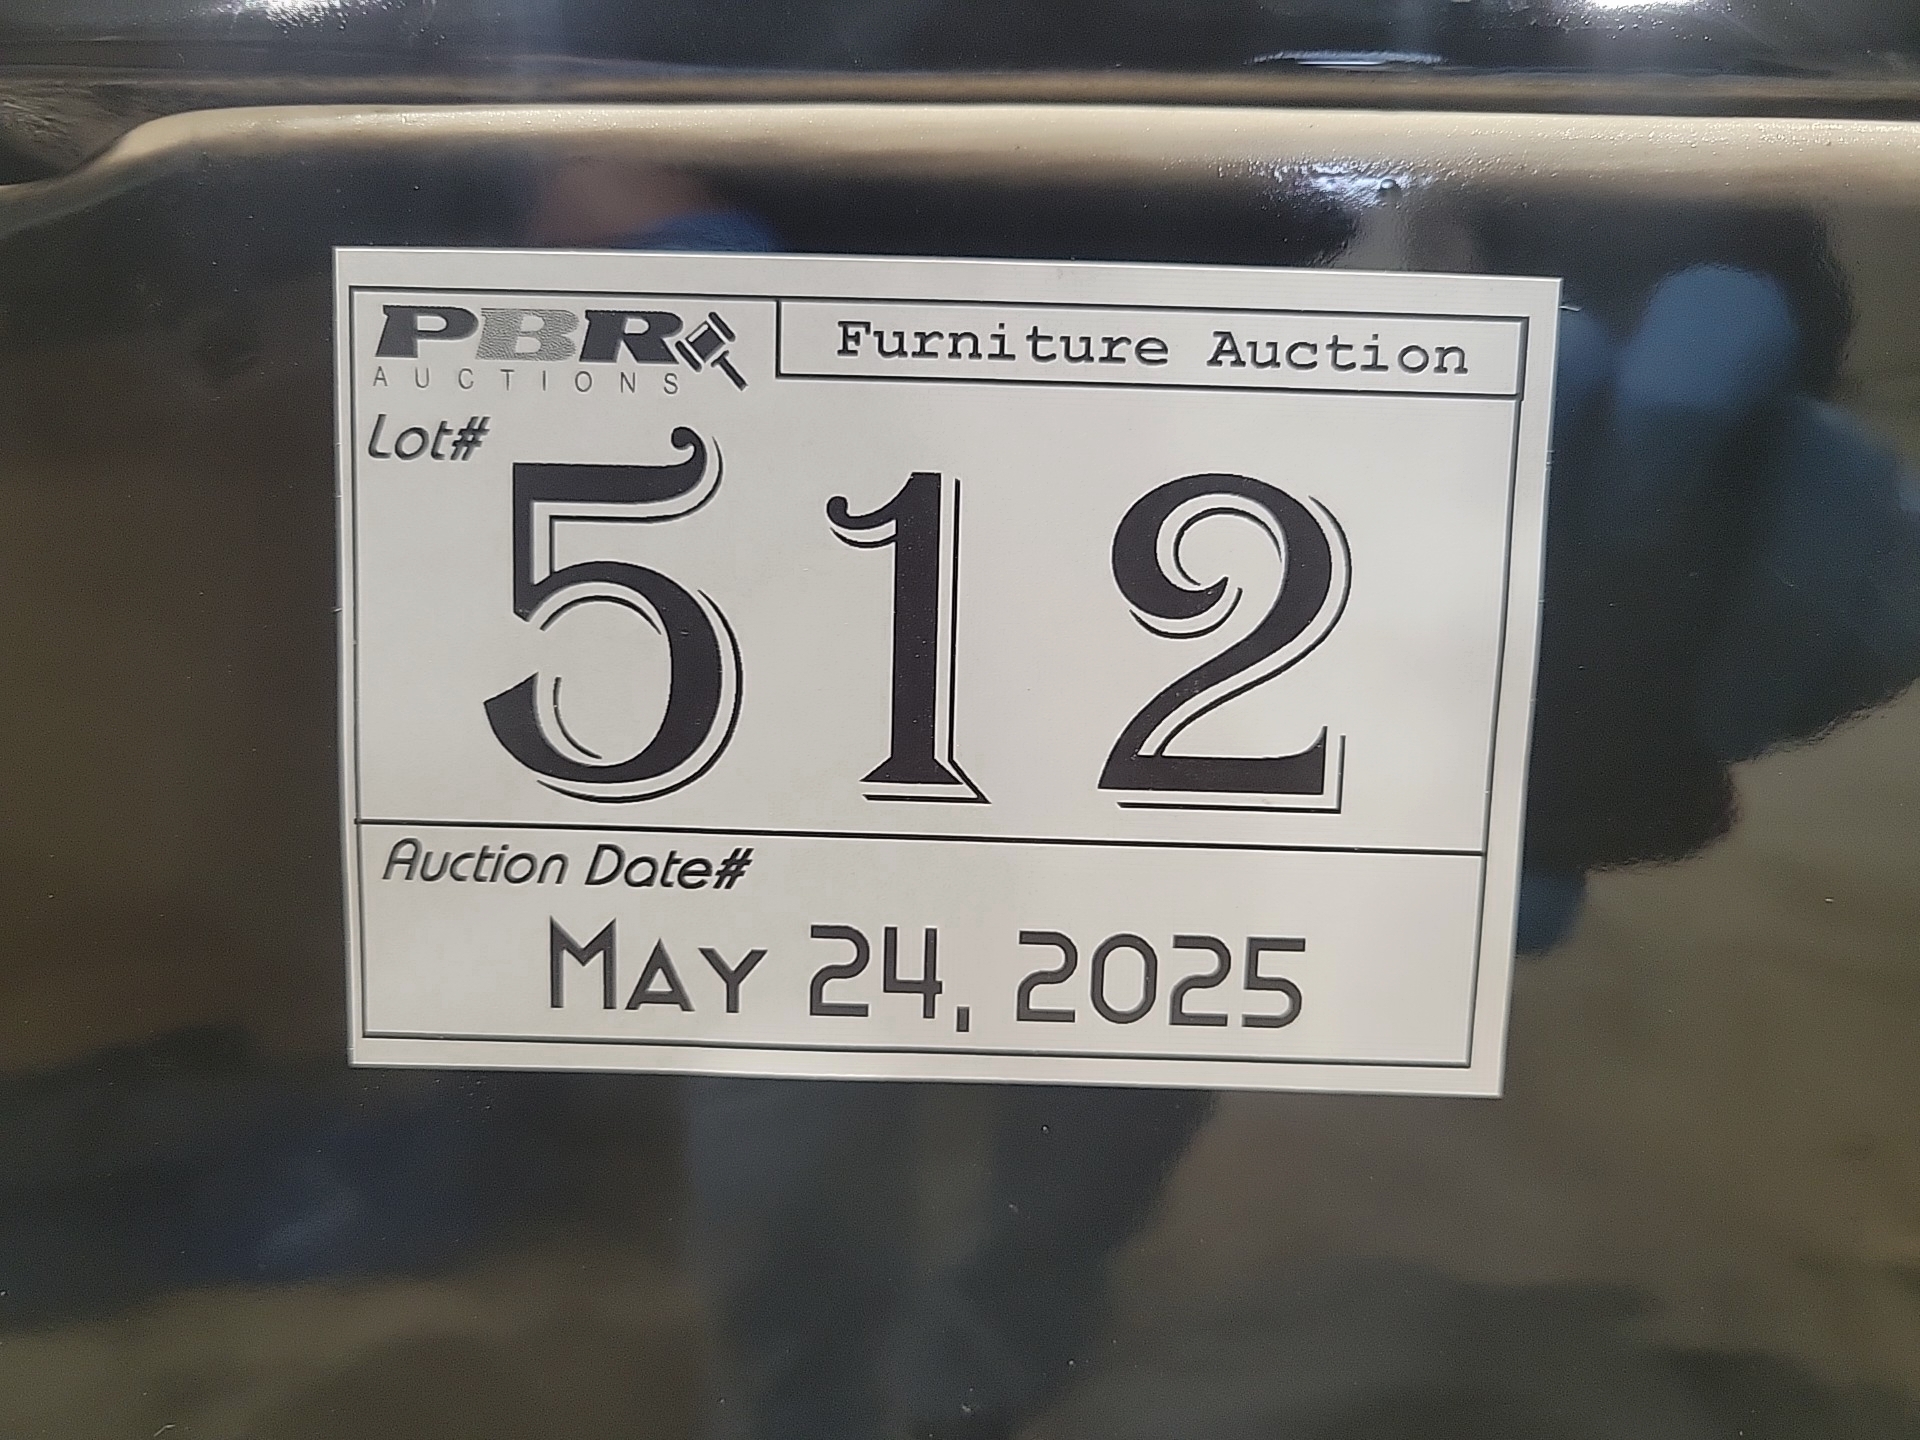 PBR
AUCTIONS
Furniture Auction
Lot#
512
Auction Date#
May 24, 2025